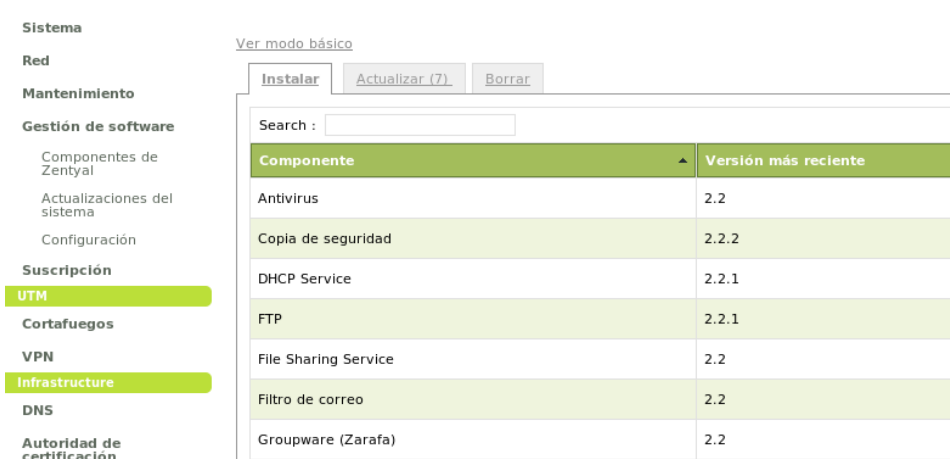 Sistema
Red
Mantenimiento
Gestión de software
Componentes de
Zentyal
Actualizaciones del
sistema
Configuración
Suscripción
UTM
Cortafuegos
VPN
Infrastructure
DNS
Autoridad de
certificación
Ver modo básico
Instalar Actualizar (7) Borrar
Search :
Componente Versión más reciente
Antivirus 2.2
Copia de seguridad 2.2.2
DHCP Service 2.2.1
FTP 2.2.1
File Sharing Service 2.2
Filtro de correo 2.2
Groupware (Zarafa) 2.2